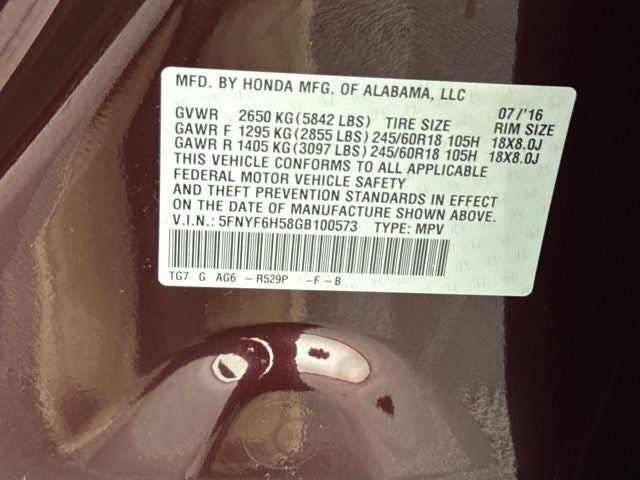 MFD. BY HONDA MFG. OF ALABAMA, LLC
GVWR 2650 KG(5842 LBS) TIRE SIZE 07/'16 RIM SIZE
GAWR F 1295 KG(2855 LBS) 245/60R18 105H 18X8.0J
GAWR R 1405 KG(3097 LBS) 245/60R18 105H 18X8.0J
THIS VEHICLE CONFORMS TO ALL APPLICABLE
FEDERAL MOTOR VEHICLE SAFETY
AND THEFT PREVENTION STANDARDS IN EFFECT
ON THE DATE OF MANUFACTURE SHOWN ABOVE.
V.I.N.: 5FNYF6H58GB100573 TYPE: MPV
TG7 G AG6 -R529P -F-B